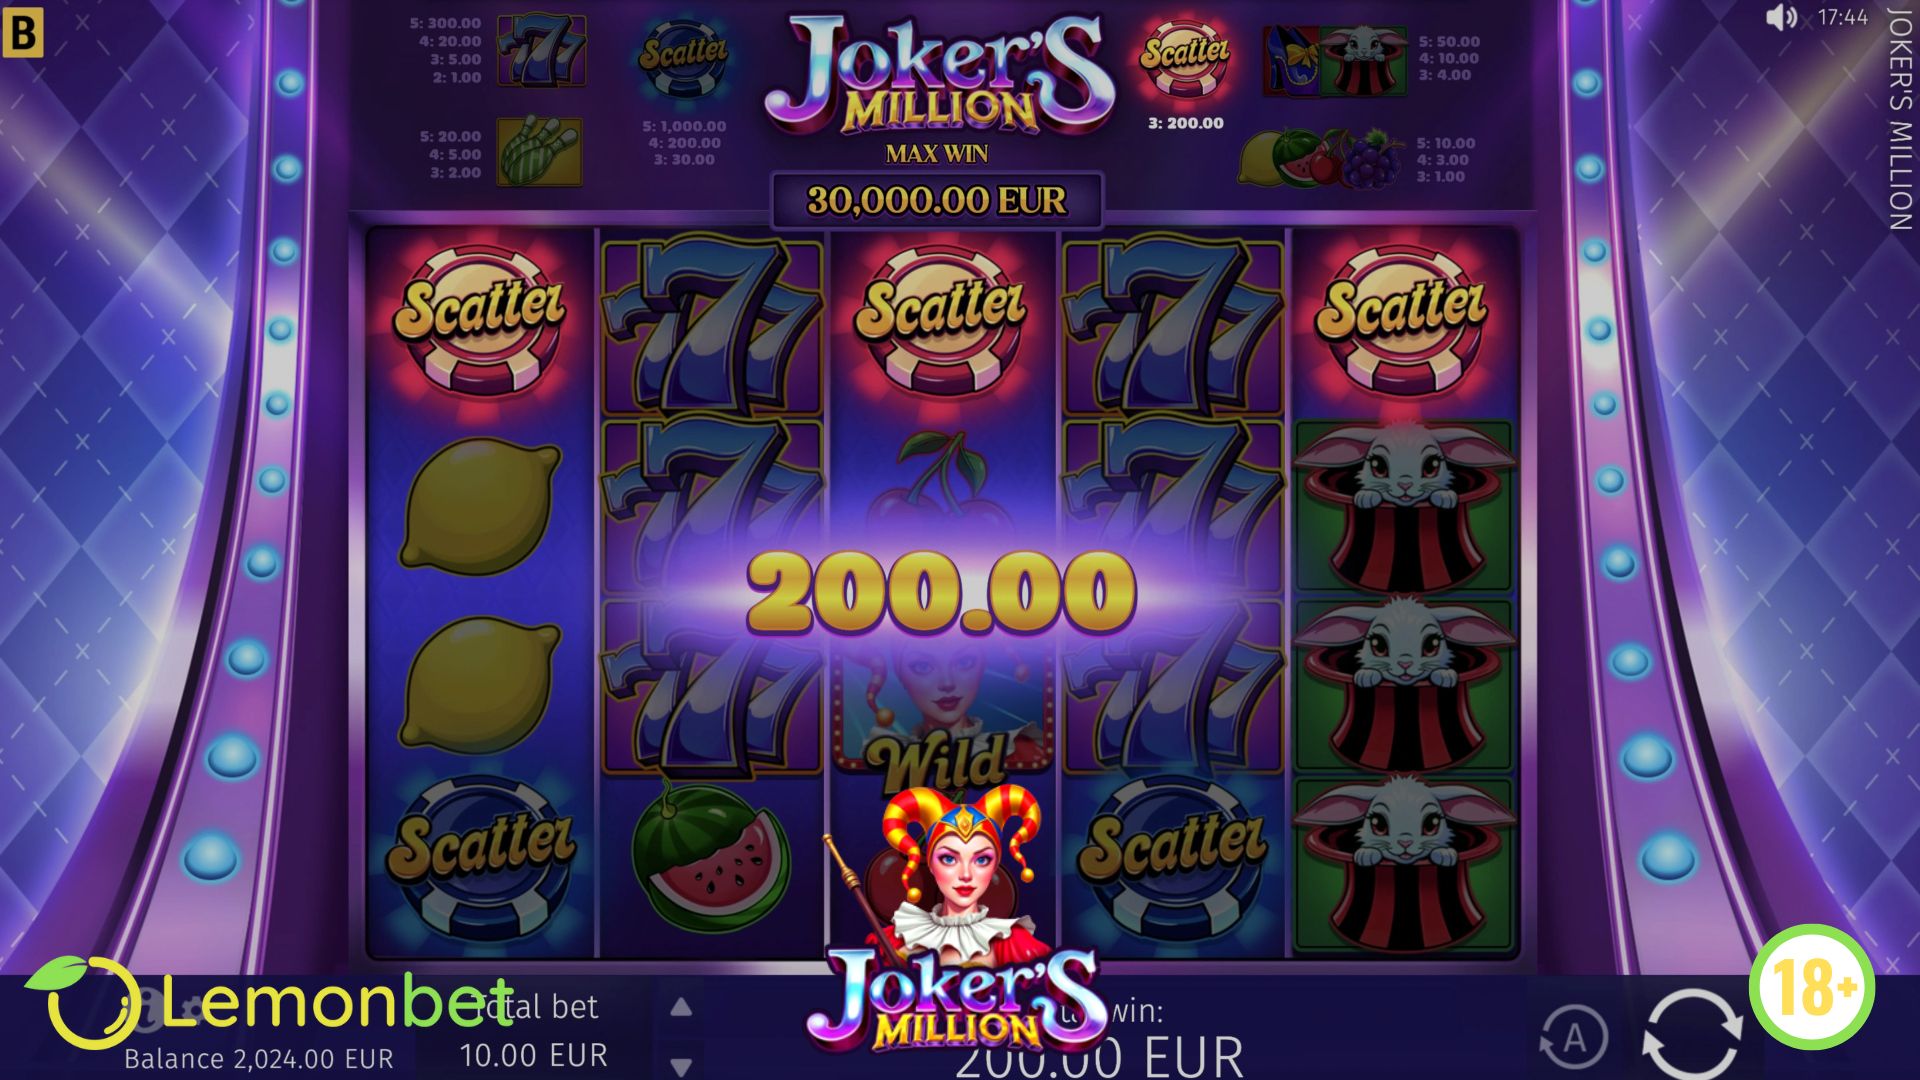 B
17:44
JOKER'S MILLION
5: 300.00
4: 20.00
3: 5.00
2: 1.00
Scatter
JOKER'S
MILLION
Scatter
5: 50.00
4: 10.00
3: 4.00
5: 20.00
4: 5.00
3: 2.00
5: 1,000.00
4: 200.00
3: 30.00
MAX WIN
3: 200.00
5: 10.00
4: 3.00
3: 1.00
30,000.00 EUR
Scatter
Scatter
Scatter
200.00
Wild
Scatter
Scatter
JOKER'S
MILLION
Lemonbet
Total bet
win:
18+
A
Balance 2,024.00 EUR
10.00 EUR
200.00 EUR